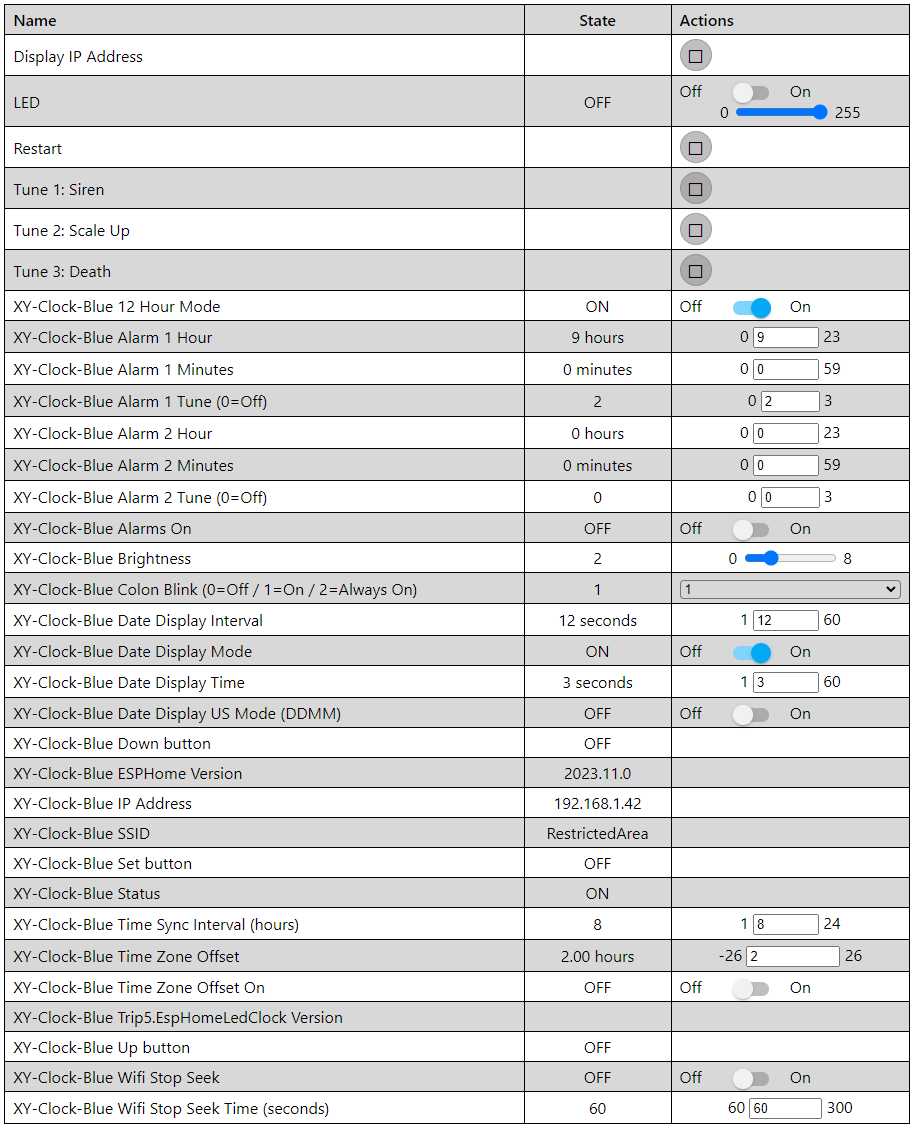 Name State Actions
Display IP Address
LED OFF Off On
0 255
Restart
Tune 1: Siren
Tune 2: Scale Up
Tune 3: Death
XY-Clock-Blue 12 Hour Mode ON Off On
XY-Clock-Blue Alarm 1 Hour 9 hours 0 9 23
XY-Clock-Blue Alarm 1 Minutes 0 minutes 0 0 59
XY-Clock-Blue Alarm 1 Tune (0=Off) 2 0 2 3
XY-Clock-Blue Alarm 2 Hour 0 hours 0 0 23
XY-Clock-Blue Alarm 2 Minutes 0 minutes 0 0 59
XY-Clock-Blue Alarm 2 Tune (0=Off) 0 0 0 3
XY-Clock-Blue Alarms On OFF Off On
XY-Clock-Blue Brightness 2 0 8
XY-Clock-Blue Colon Blink (0=Off / 1=On / 2=Always On) 1 1
XY-Clock-Blue Date Display Interval 12 seconds 1 12 60
XY-Clock-Blue Date Display Mode ON Off On
XY-Clock-Blue Date Display Time 3 seconds 1 3 60
XY-Clock-Blue Date Display US Mode (DDMM) OFF Off On
XY-Clock-Blue Down button OFF
XY-Clock-Blue ESPHome Version 2023.11.0
XY-Clock-Blue IP Address 192.168.1.42
XY-Clock-Blue SSID RestrictedArea
XY-Clock-Blue Set button OFF
XY-Clock-Blue Status ON
XY-Clock-Blue Time Sync Interval (hours) 8 1 8 24
XY-Clock-Blue Time Zone Offset 2.00 hours -26 2 26
XY-Clock-Blue Time Zone Offset On OFF Off On
XY-Clock-Blue Trip5.EspHomeLedClock Version
XY-Clock-Blue Up button OFF
XY-Clock-Blue Wifi Stop Seek OFF Off On
XY-Clock-Blue Wifi Stop Seek Time (seconds) 60 60 60 300